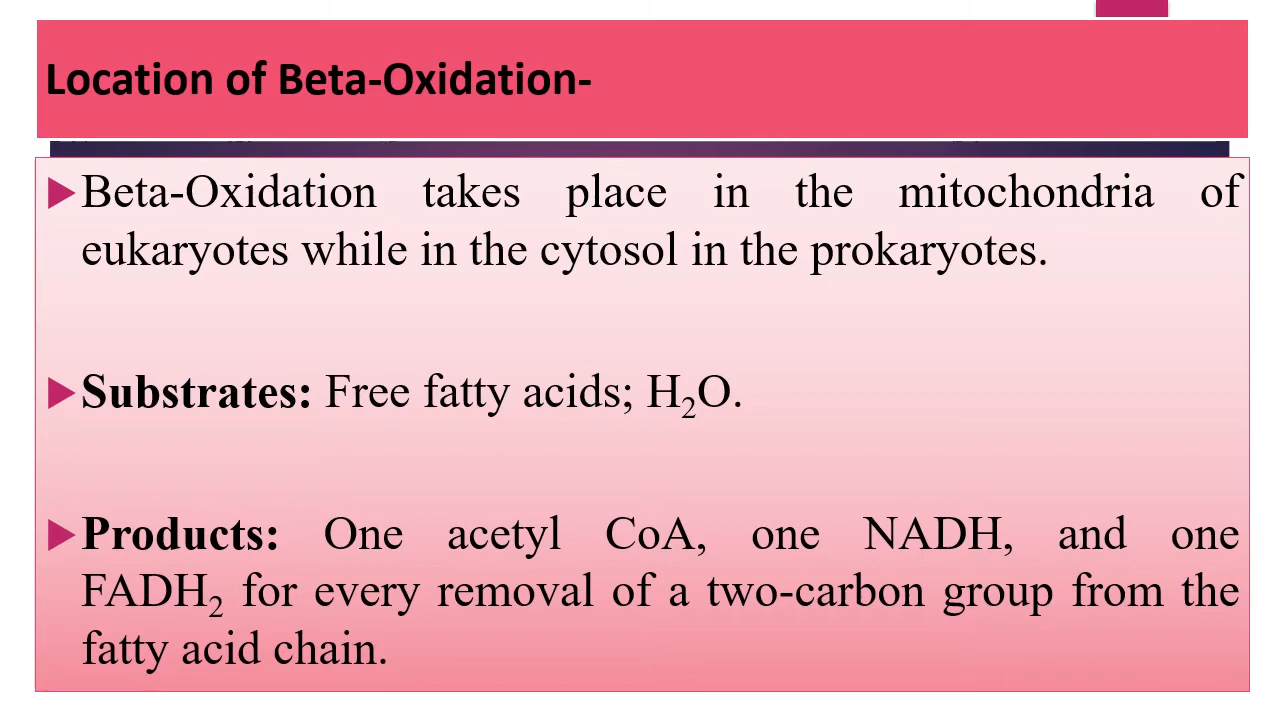 Location of Beta-Oxidation-
Beta-Oxidation takes place in the mitochondria of
eukaryotes while in the cytosol in the prokaryotes.
Substrates: Free fatty acids; H₂O.
Products: One acetyl CoA, one NADH, and one
FADH₂ for every removal of a two-carbon group from the
fatty acid chain.